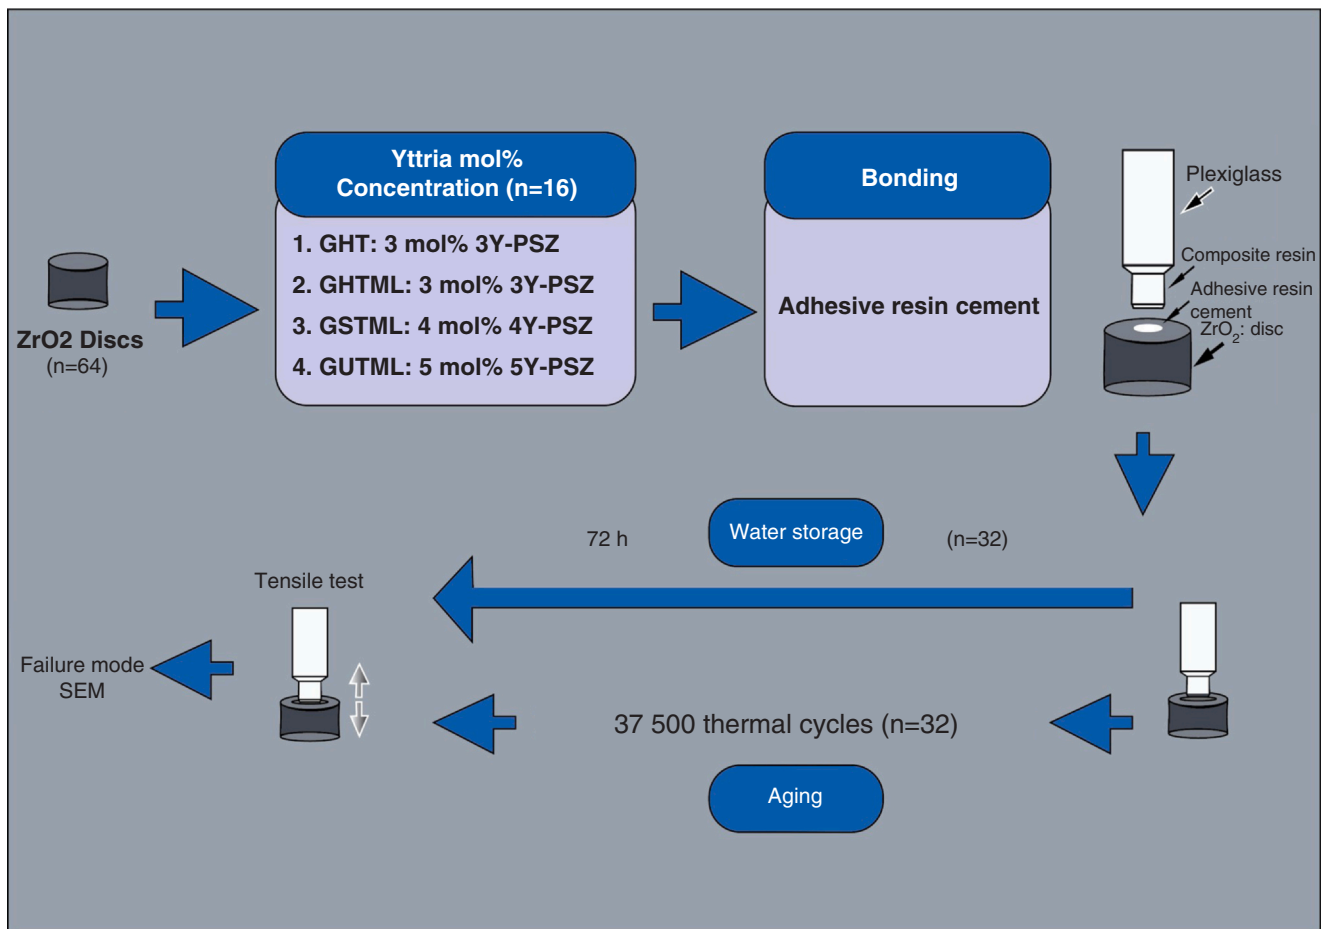 Yttria mol%
Concentration (n=16)
1. GHT: 3 mol% 3Y-PSZ
2. GHTML: 3 mol% 3Y-PSZ
3. GSTML: 4 mol% 4Y-PSZ
4. GUTML: 5 mol% 5Y-PSZ
ZrO2 Discs
(n=64)
Bonding
Adhesive resin cement
Plexiglass
Composite resin
Adhesive resin
cement
ZrO₂: disc
72 h
Water storage
(n=32)
Tensile test
Failure mode
SEM
37 500 thermal cycles (n=32)
Aging